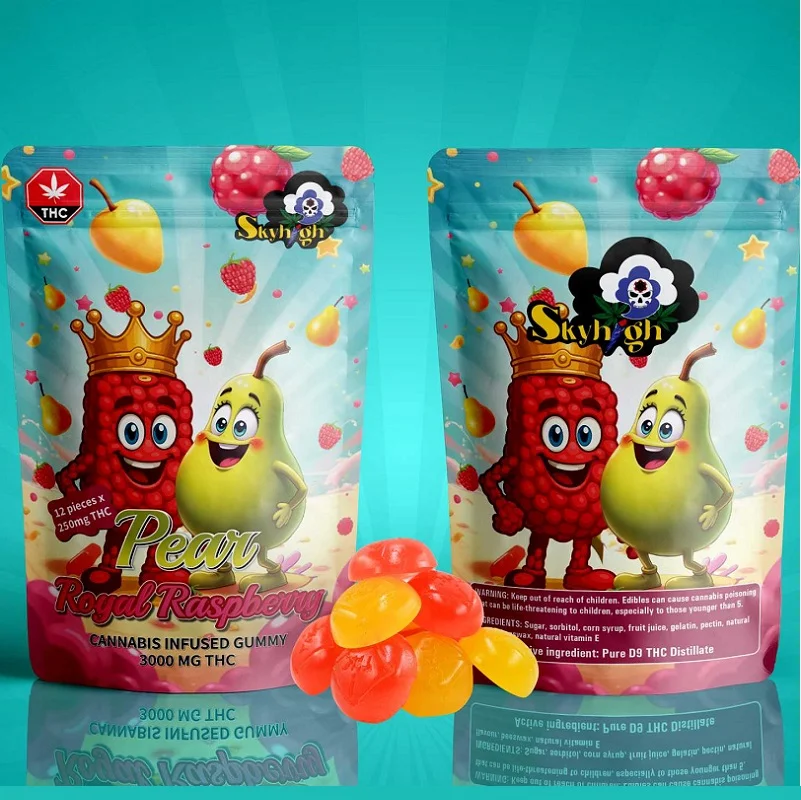 THC
Skyhigh
12 pieces x
250mg THC
Pear
Royal Raspberry
CANNABIS INFUSED GUMMY
3000 MG THC
Skyhigh
WARNING: Keep out of reach of children. Edibles can cause cannabis poisoning
that can be life-threatening to children, especially to those younger than 5.
INGREDIENTS: Sugar, sorbitol, corn syrup, fruit juice, gelatin, pectin, natural
beeswax, natural vitamin E
Active ingredient: Pure D9 THC Distillate